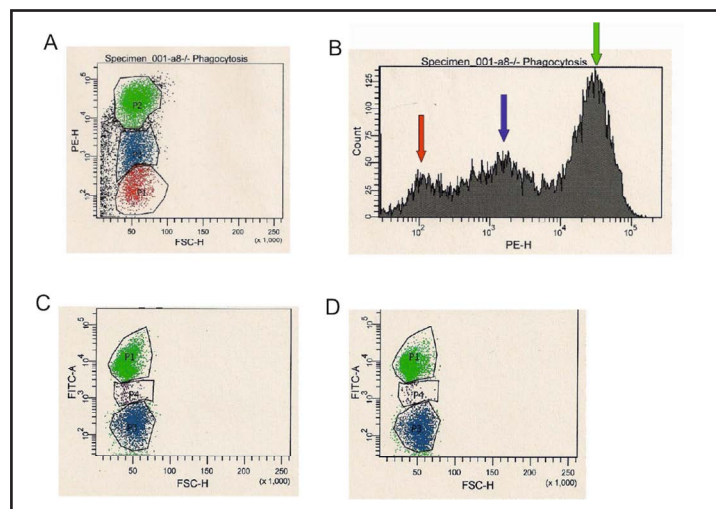 A
Specimen_001-a8-/- Phagocytosis
PE-H
10^5
10^4
10^3
10^2
P2
P1
50 100 150 200 250
FSC-H
(x 1,000)
B
Specimen_001-a8-/- Phagocytosis
Count
125
100
75
50
25
0
10^2 10^3 10^4 10^5
PE-H
C
FITC-A
10^5
10^4
10^3
10^2
P1
P4
50 100 150 200 250
FSC-H
(x 1,000)
D
FITC-A
10^5
10^4
10^3
10^2
P1
P4
50 100 150 200 250
FSC-H
(x 1,000)